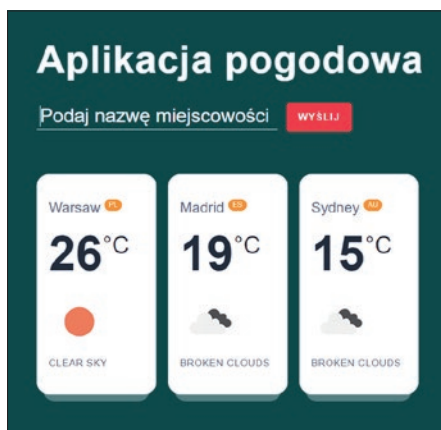 Aplikacja pogodowa
Podaj nazwę miejscowości
WYŚLIJ
Warsaw PL
26°C
CLEAR SKY
Madrid ES
19°C
BROKEN CLOUDS
Sydney AU
15°C
BROKEN CLOUDS